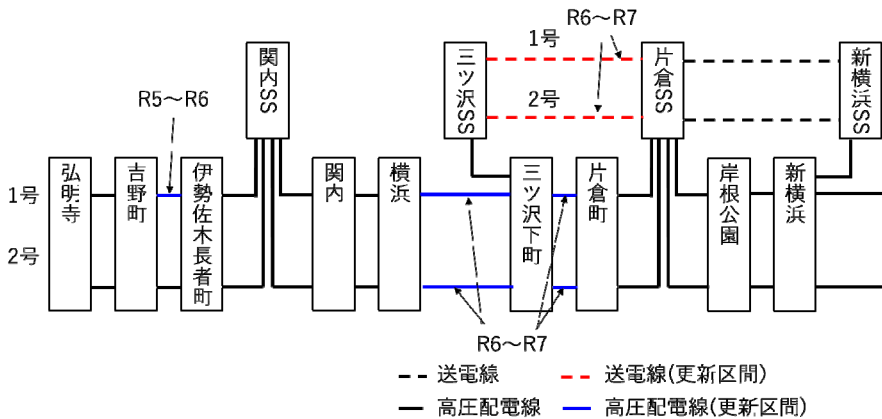 R6～R7
1号
2号
関内SS
三ツ沢SS
片倉SS
新横浜SS
R5～R6
1号
2号
弘明寺
吉野町
伊勢佐木長者町
関内
横浜
三ツ沢下町
片倉町
岸根公園
新横浜
R6～R7
送電線
送電線(更新区間)
高圧配電線
高圧配電線(更新区間)